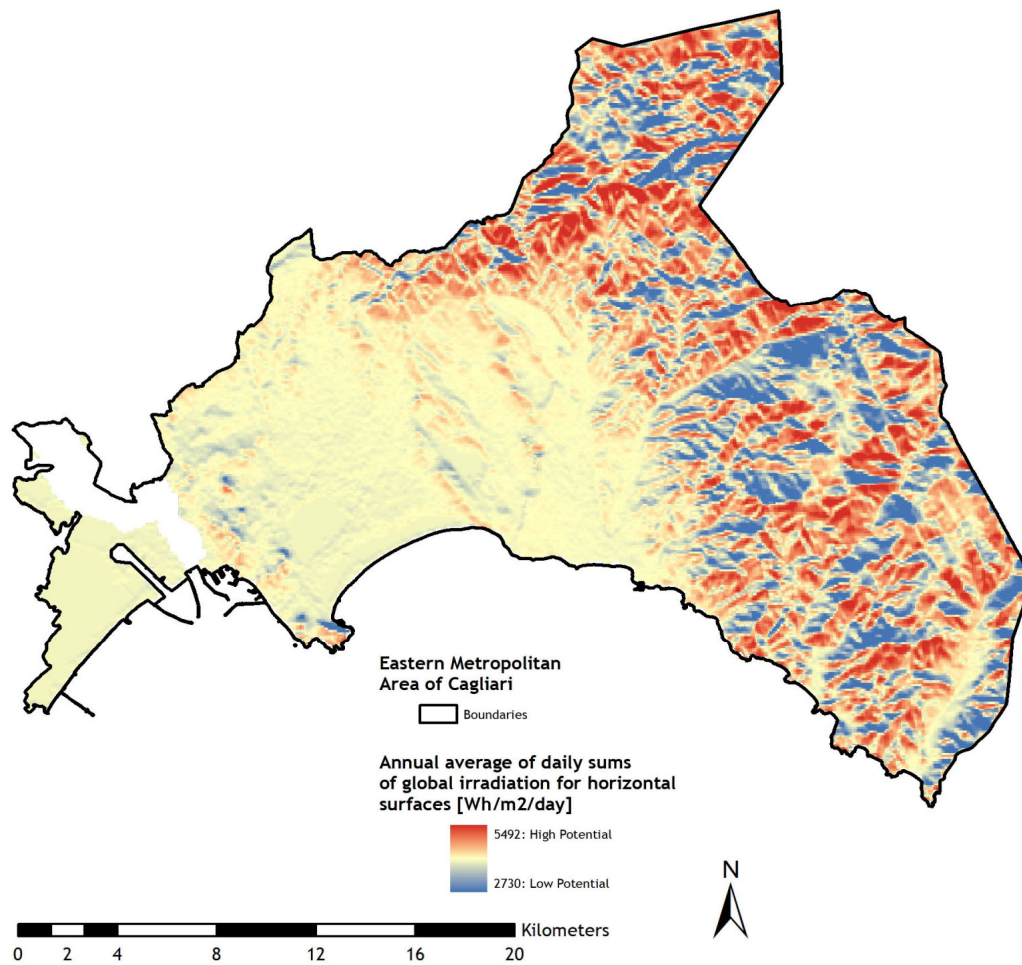 Eastern Metropolitan
Area of Cagliari
Boundaries
Annual average of daily sums
of global irradiation for horizontal
surfaces [Wh/m2/day]
5492: High Potential
2730: Low Potential
N
Kilometers
0 2 4 8 12 16 20